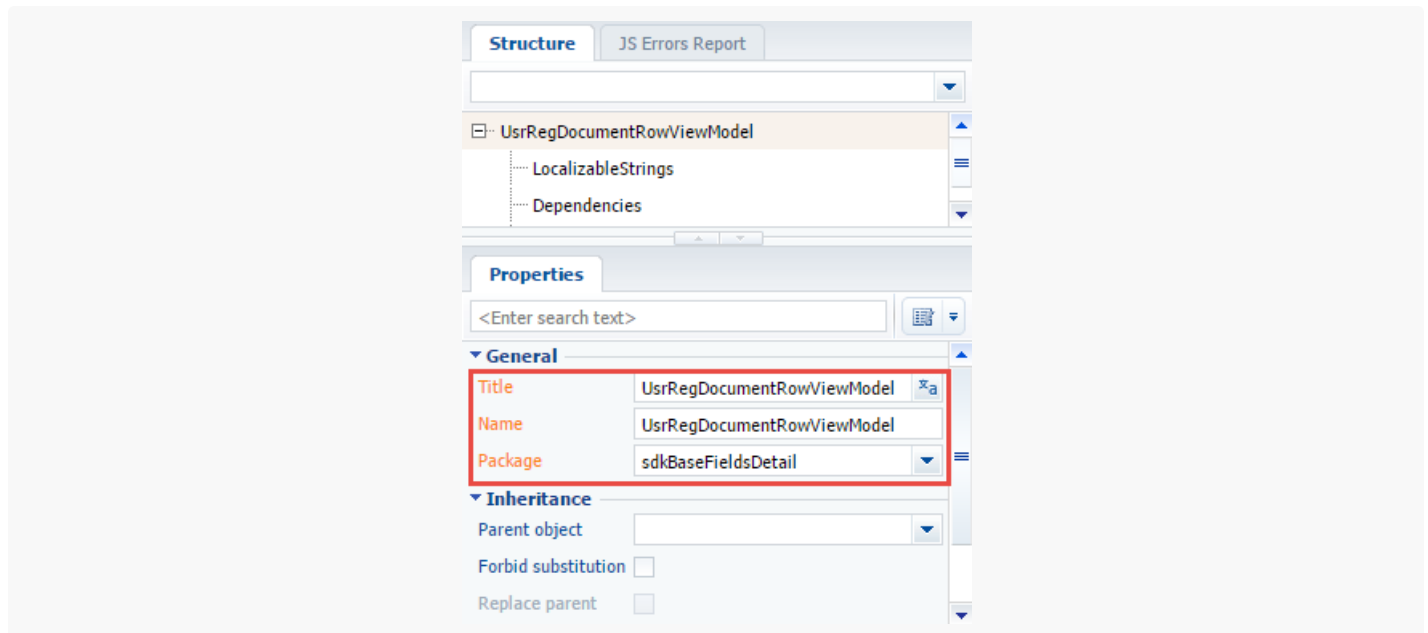 Structure JS Errors Report
UsrRegDocumentRowViewModel
LocalizableStrings
Dependencies
Properties
<Enter search text>
General
Title UsrRegDocumentRowViewModel xa
Name UsrRegDocumentRowViewModel
Package sdkBaseFieldsDetail
Inheritance
Parent object
Forbid substitution
Replace parent